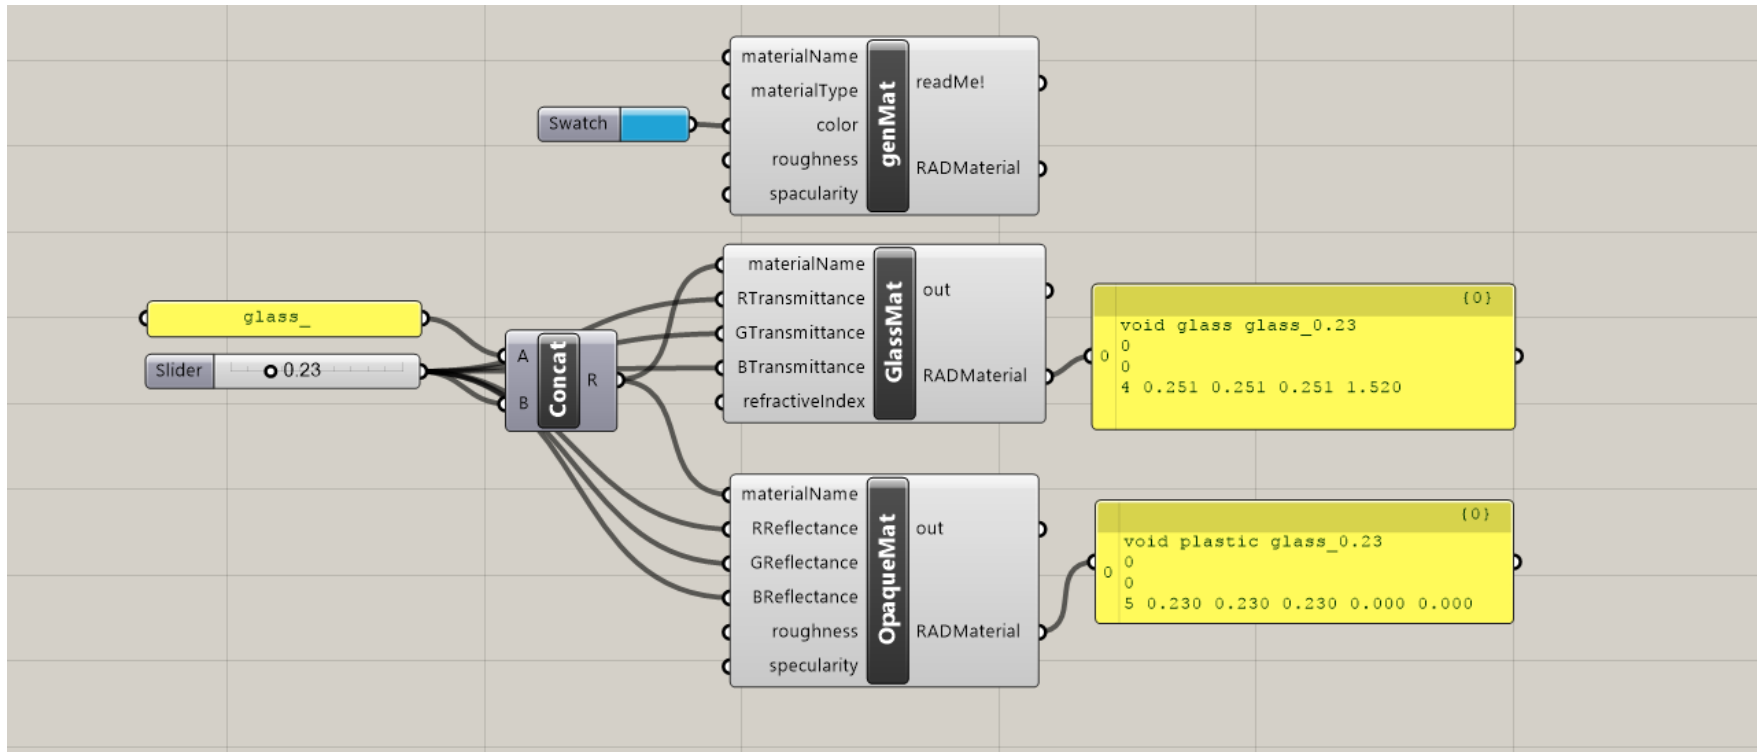 materialName
materialType
color
roughness
spacularity
genMat
readMe!
RADMaterial
Swatch
glass_
Slider
0.23
A
B
Concat
R
materialName
RTransmittance
GTransmittance
BTransmittance
refractiveIndex
GlassMat
out
RADMaterial
{0}
0
void glass glass_0.23
0
0
4 0.251 0.251 0.251 1.520
materialName
RReflectance
GReflectance
BReflectance
roughness
specularity
OpaqueMat
out
RADMaterial
{0}
0
void plastic glass_0.23
0
0
5 0.230 0.230 0.230 0.000 0.000